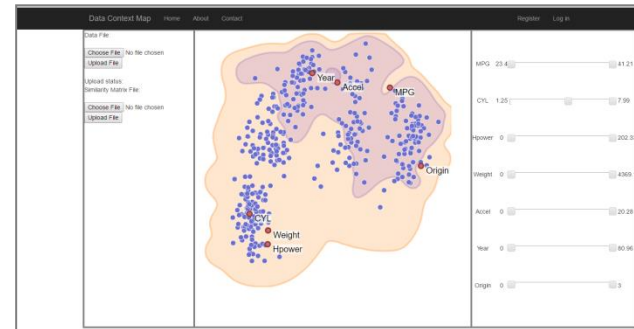 Data Context Map Home About Contact Register Log in
Data File
Choose File No file chosen
Upload File
Upload status:
Similarity Matrix File:
Choose File No file chosen
Upload File
Year
Accel
MPG
Origin
CYL
Weight
Hpower
MPG 23.4 41.21
CYL 1.25 7.99
Hpower 0 202.3
Weight 0 4369
Accel 0 20.28
Year 0 80.96
Origin 0 3